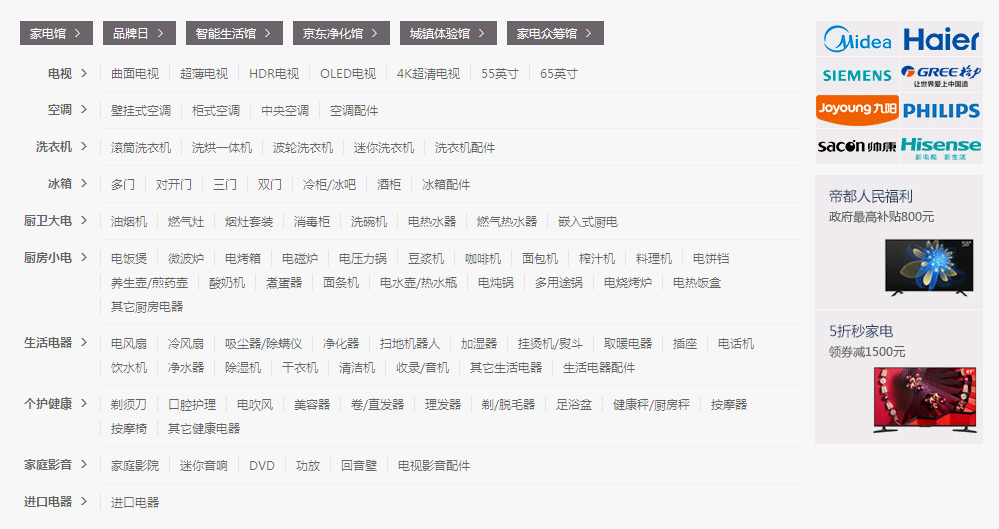 家电馆 品牌日 智能生活馆 京东净化馆 城镇体验馆 家电众筹馆
电视 曲面电视 超薄电视 HDR电视 OLED电视 4K超清电视 55英寸 65英寸
空调 壁挂式空调 柜式空调 中央空调 空调配件
洗衣机 滚筒洗衣机 洗烘一体机 波轮洗衣机 迷你洗衣机 洗衣机配件
冰箱 多门 对开门 三门 双门 冷柜/冰吧 酒柜 冰箱配件
厨卫大电 油烟机 燃气灶 烟灶套装 消毒柜 洗碗机 电热水器 燃气热水器 嵌入式厨电
厨房小电 电饭煲 微波炉 电烤箱 电磁炉 电压力锅 豆浆机 咖啡机 面包机 榨汁机 料理机 电饼铛
养生壶/煎药壶 酸奶机 煮蛋器 面条机 电水壶/热水瓶 电炖锅 多用途锅 电烧烤炉 电热饭盒
其它厨房电器
生活电器 电风扇 冷风扇 吸尘器/除螨仪 净化器 扫地机器人 加湿器 挂烫机/熨斗 取暖电器 插座 电话机
饮水机 净水器 除湿机 干衣机 清洁机 收录/音机 其它生活电器 生活电器配件
个护健康 剃须刀 口腔护理 电吹风 美容器 卷/直发器 理发器 剃/脱毛器 足浴盆 健康秤/厨房秤 按摩器
按摩椅 其它健康电器
家庭影音 家庭影院 迷你音响 DVD 功放 回音壁 电视影音配件
进口电器 进口电器
Midea Haier
SIEMENS GREE格力
让世界爱上中国造
Joyoung九阳 PHILIPS
sacon帅康 Hisense
新电视 新生活
帝都人民福利
政府最高补贴800元
58"
5折秒家电
领券减1500元
49"